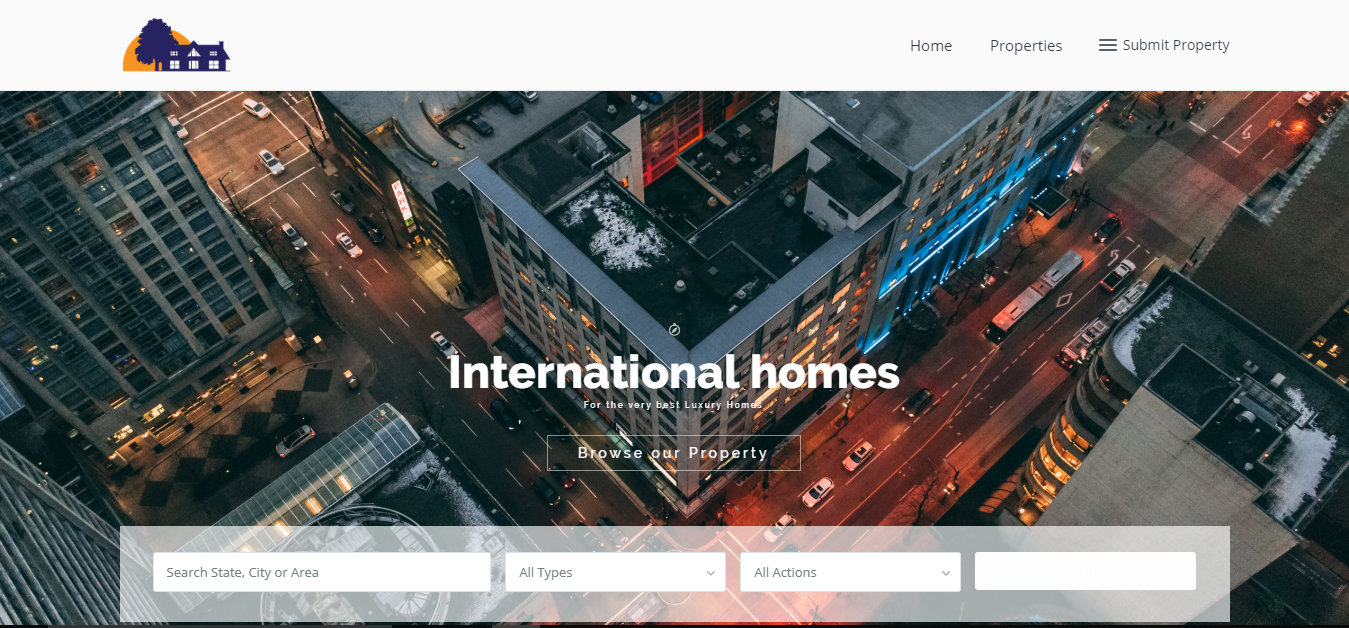 Home
Properties
Submit Property
International homes
For the very best Luxury Homes
Browse our Property
Search State, City or Area
All Types
All Actions